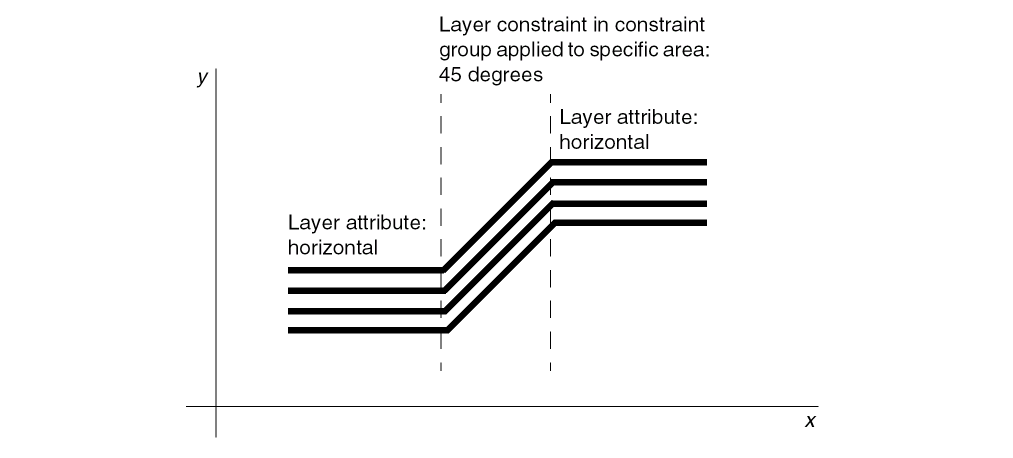 Layer constraint in constraint
group applied to specific area:
45 degrees
y
Layer attribute:
horizontal
Layer attribute:
horizontal
x